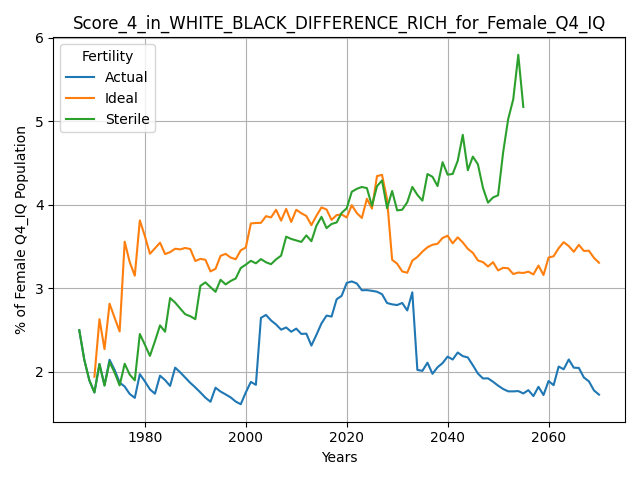 Score_4_in_WHITE_BLACK_DIFFERENCE_RICH_for_Female_Q4_IQ
Fertility
Actual
Ideal
Sterile
% of Female Q4_IQ Population
6
5
4
3
2
1980
2000
2020
2040
2060
Years